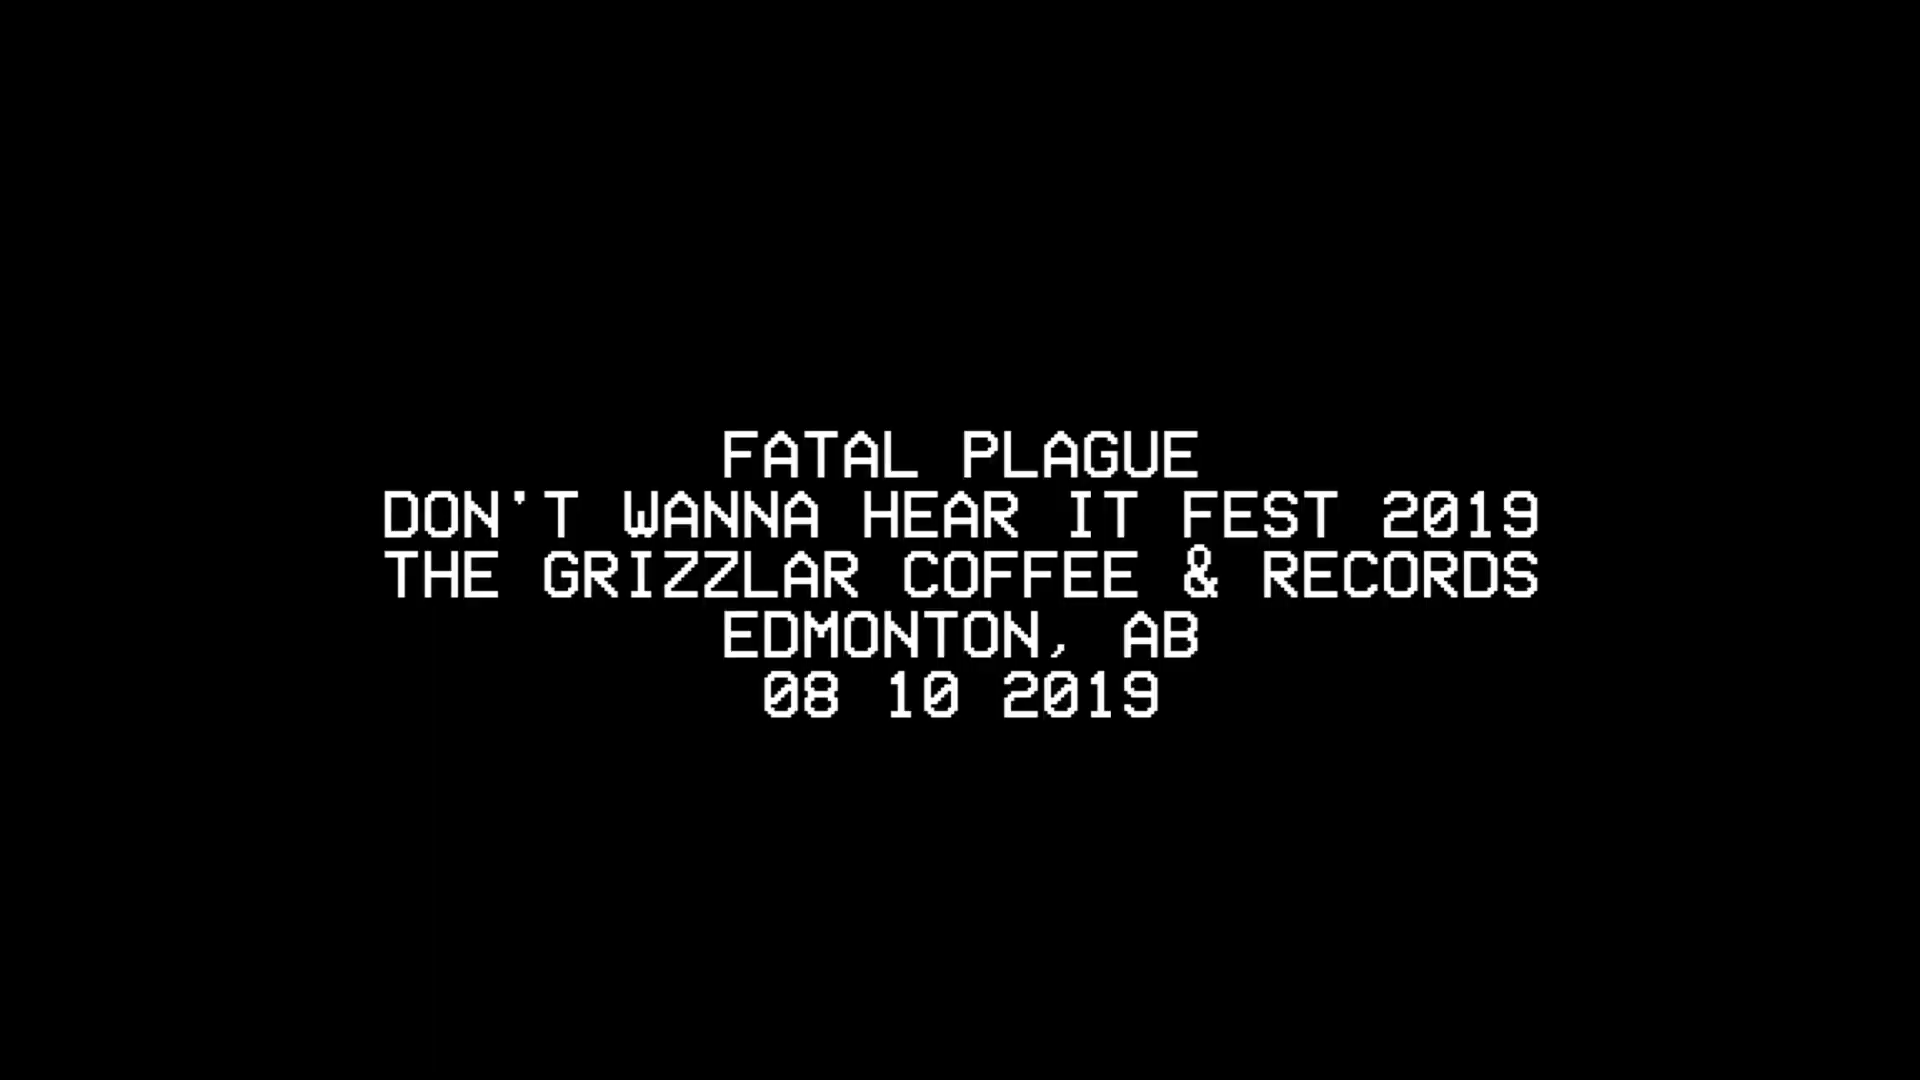 FATAL PLAGUE
DON'T WANNA HEAR IT FEST 2019
THE GRIZZLAR COFFEE & RECORDS
EDMONTON, AB
08 10 2019